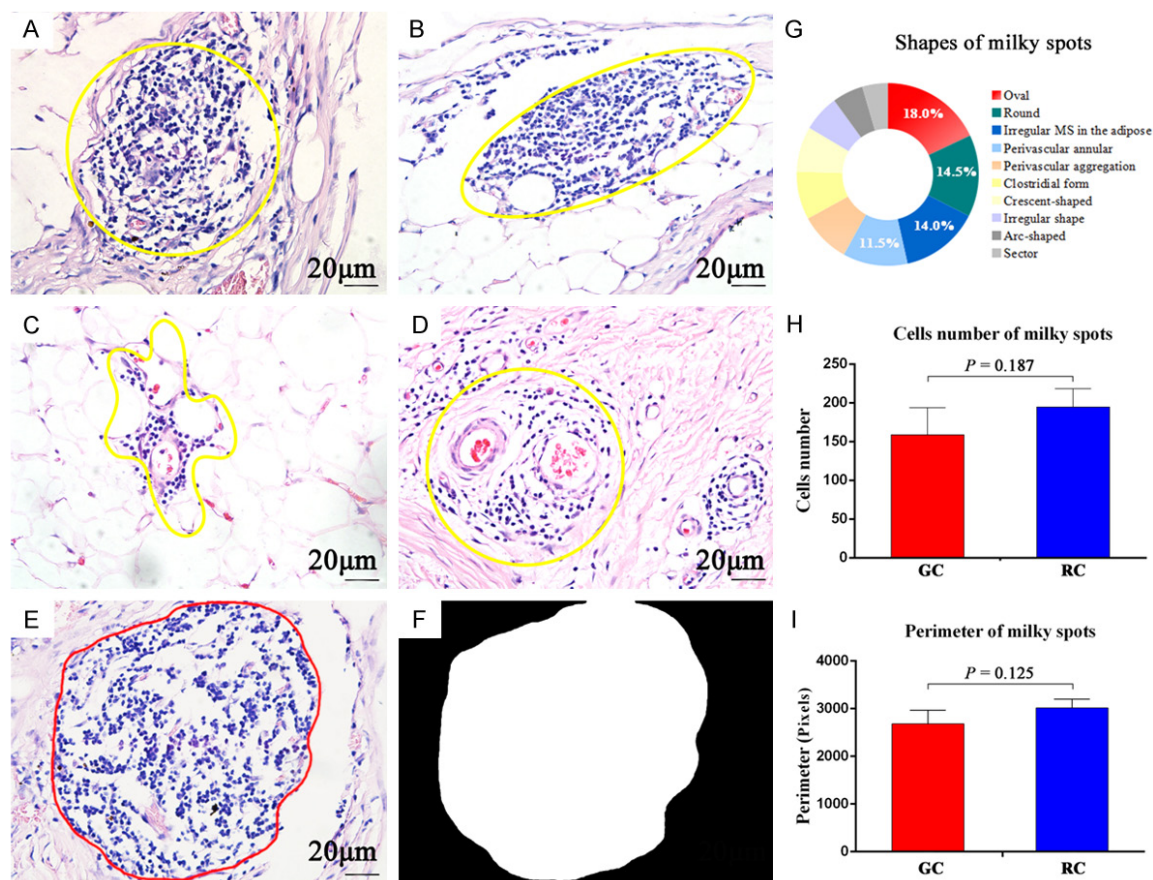 A
20μm
B
20μm
G
Shapes of milky spots
18.0%
14.5%
14.0%
11.5%
Oval
Round
Irregular MS in the adipose
Perivascular annular
Perivascular aggregation
Clostridial form
Crescent-shaped
Irregular shape
Arc-shaped
Sector
C
20μm
D
20μm
H
Cells number of milky spots
P = 0.187
250
200
150
100
50
0
Cells number
GC
RC
E
20μm
F
20μm
I
Perimeter of milky spots
P = 0.125
4000
3000
2000
1000
0
Perimeter (Pixels)
GC
RC